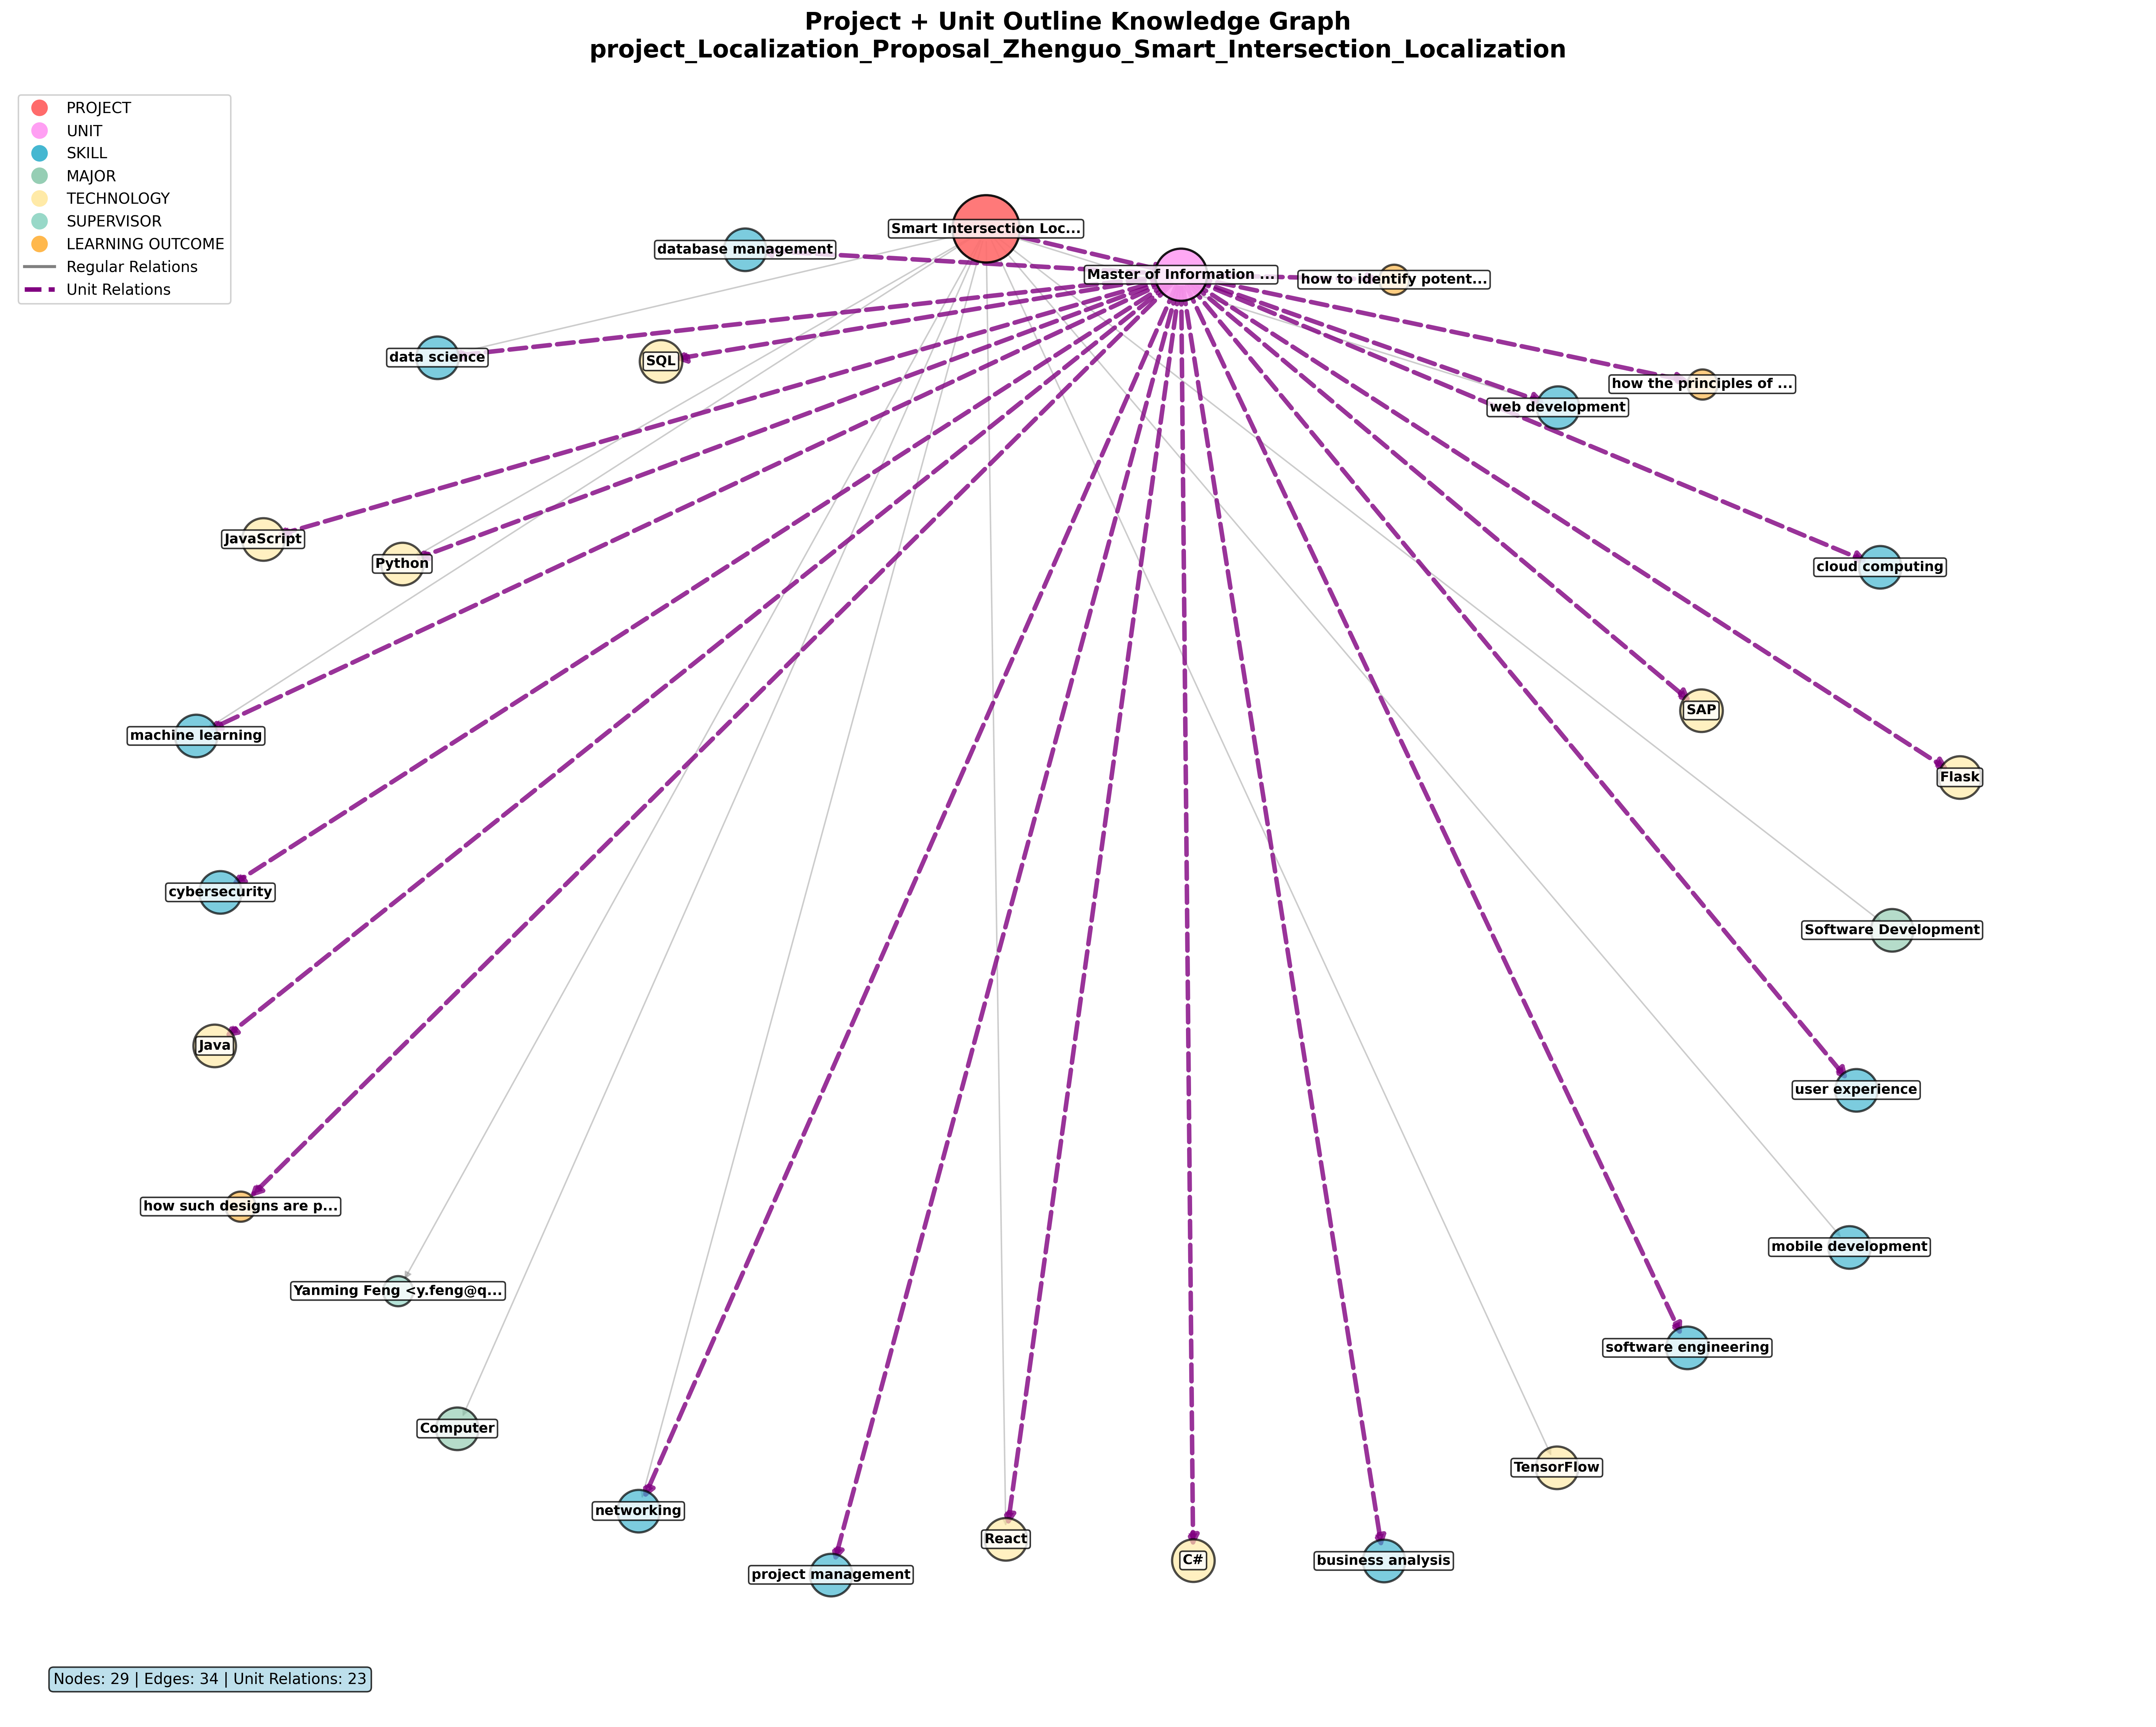 Project + Unit Outline Knowledge Graph
project_Localization_Proposal_Zhenguo_Smart_Intersection_Localization
PROJECT
UNIT
SKILL
MAJOR
TECHNOLOGY
SUPERVISOR
LEARNING OUTCOME
Regular Relations
Unit Relations
Smart Intersection Loc...
database management
Master of Information ...
how to identify potent...
data science
SQL
how the principles of ...
web development
JavaScript
Python
cloud computing
SAP
machine learning
Flask
cybersecurity
Software Development
Java
user experience
how such designs are p...
mobile development
Yanming Feng <y.feng@q...
software engineering
Computer
TensorFlow
networking
React
C#
business analysis
project management
Nodes: 29 | Edges: 34 | Unit Relations: 23